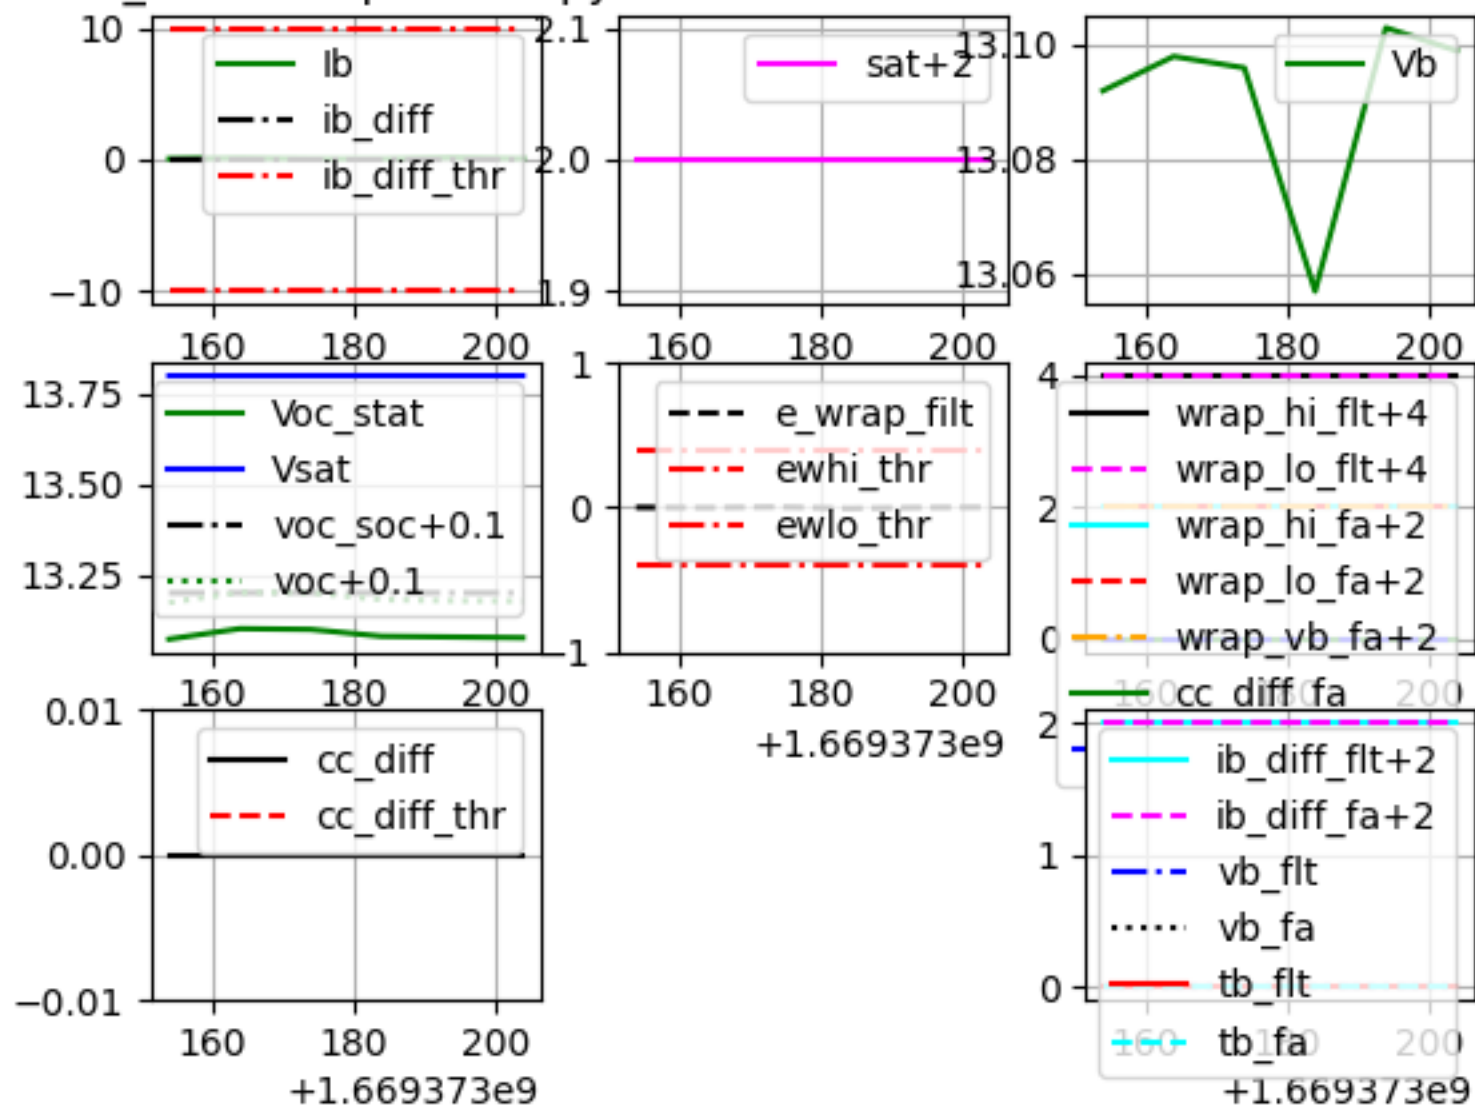 10
0
−10
Ib
ib_diff
ib_diff_thr
160 180 200
2.1
2.0
1.9
sat+2
160 180 200
13.10
13.08
13.06
Vb
160 180 200
13.75
13.50
13.25
Voc_stat
Vsat
voc_soc+0.1
voc+0.1
160 180 200
1
0
−1
e_wrap_filt
ewhi_thr
ewlo_thr
160 180 200
+1.669373e9
4
2
0
wrap_hi_flt+4
wrap_lo_flt+4
wrap_hi_fa+2
wrap_lo_fa+2
wrap_vb_fa+2
cc_diff_fa
160 180 200
0.01
0.00
−0.01
cc_diff
cc_diff_thr
160 180 200
+1.669373e9
2
1
0
ib_diff_flt+2
ib_diff_fa+2
vb_flt
vb_fa
tb_flt
tb_fa
160 180 200
+1.669373e9